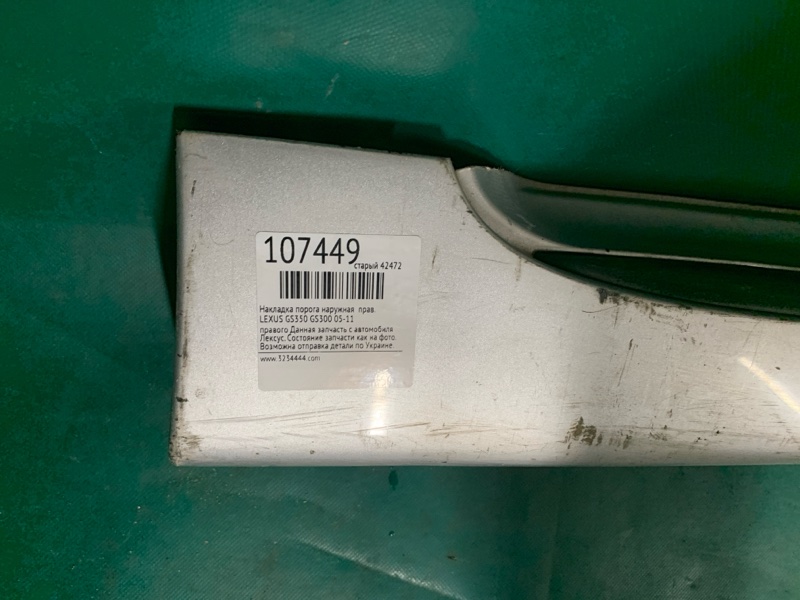 107449
старый 42472
Накладка порога наружная прав.
LEXUS GS350 GS300 05-11
правого Данная запчасть с автомобиля
Лексус. Состояние запчасти как на фото.
Возможна отправка детали по Украине
www.3234444.com